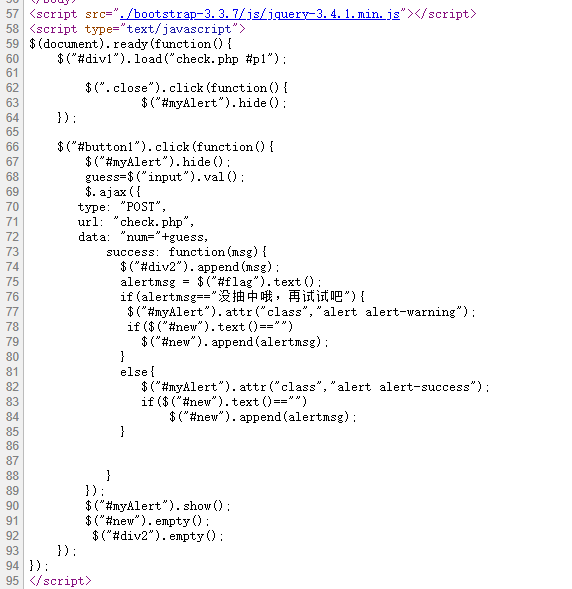 56 </body>
57 <script src="./bootstrap-3.3.7/js/jquery-3.4.1.min.js"></script>
58 <script type="text/javascript">
59 $(document).ready(function(){
60 $("#div1").load("check.php #p1");
61
62 $(".close").click(function(){
63 $("#myAlert").hide();
64 });
65
66 $("#button1").click(function(){
67 $("#myAlert").hide();
68 guess=$("input").val();
69 $.ajax({
70 type: "POST",
71 url: "check.php",
72 data: "num="+guess,
73 success: function(msg){
74 $("#div2").append(msg);
75 alertmsg = $("#flag").text();
76 if(alertmsg=="没抽中哦，再试试吧"){
77 $("#myAlert").attr("class","alert alert-warning");
78 if($("#new").text()=="")
79 $("#new").append(alertmsg);
80 }
81 else{
82 $("#myAlert").attr("class","alert alert-success");
83 if($("#new").text()=="")
84 $("#new").append(alertmsg);
85 }
86
87
88 }
89 });
90 $("#myAlert").show();
91 $("#new").empty();
92 $("#div2").empty();
93 });
94 });
95 </script>